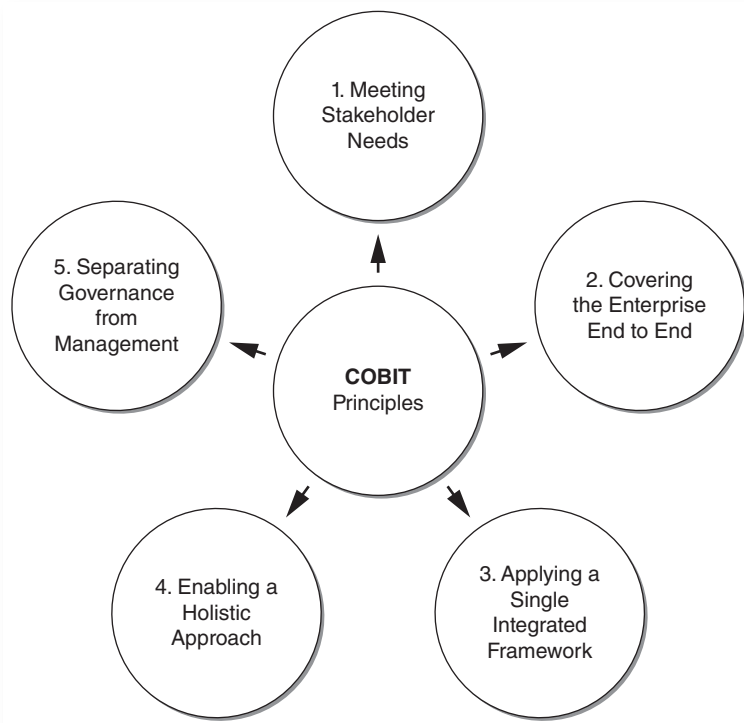 1. Meeting
Stakeholder
Needs
5. Separating
Governance
from
Management
2. Covering
the Enterprise
End to End
COBIT
Principles
4. Enabling a
Holistic
Approach
3. Applying a
Single
Integrated
Framework